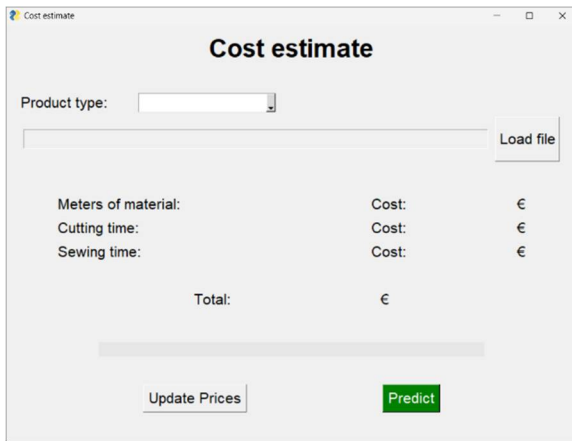 Cost estimate
Cost estimate
Product type:
Load file
Meters of material: Cost: €
Cutting time: Cost: €
Sewing time: Cost: €
Total: €
Update Prices Predict